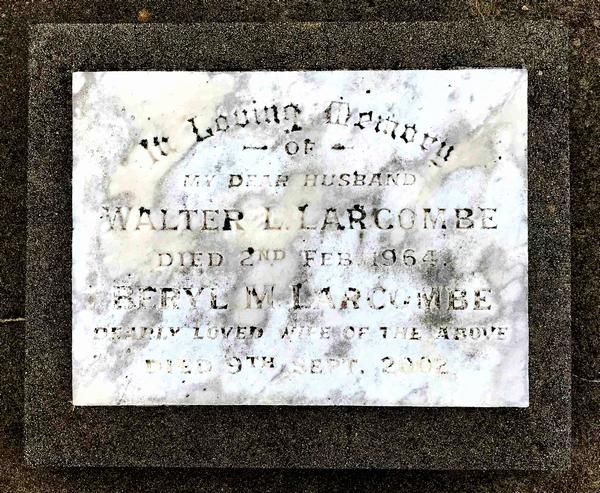 In Loving Memory
— OF —
MY DEAR HUSBAND
WALTER L. LARCOMBE
DIED 2ND FEB. 1964.
BERYL M. LARCOMBE
DEARLY LOVED WIFE OF THE ABOVE
DIED 9TH SEPT. 2002.